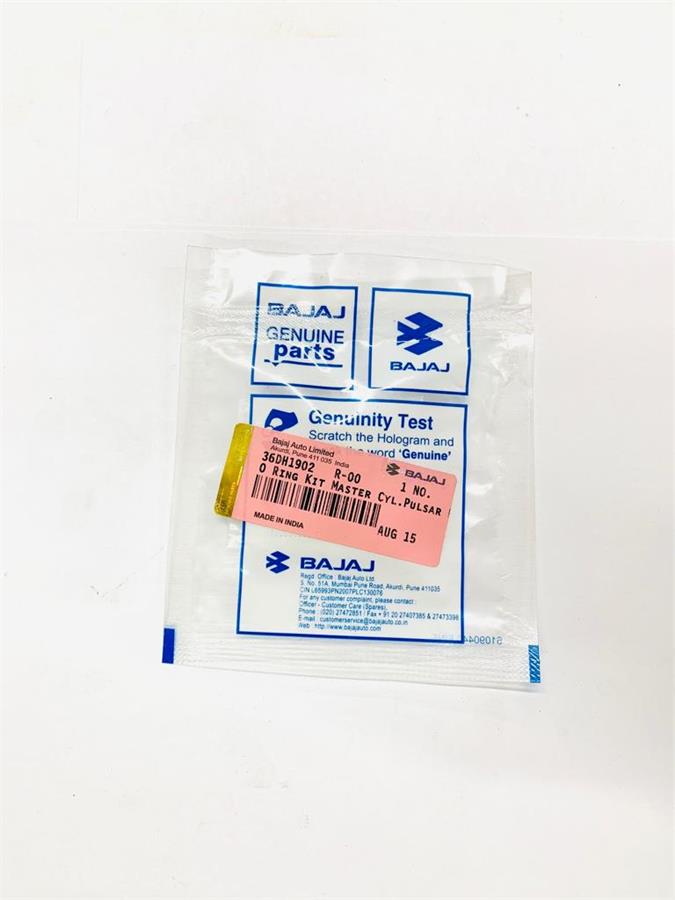 BAJAJ
GENUINE
parts
BAJAJ
Genuinity Test
Scratch the Hologram and
word 'Genuine'
Bajaj Auto Limited
Akurdi, Pune 411 035 India
BAJAJ
36DH1902 R-00
1 NO.
O RING KIT MASTER CYL.PULSAR
MADE IN INDIA
AUG 15
BAJAJ
Regd. Office : Bajaj Auto Ltd.
S. No. 51A, Mumbai Pune Road, Akurdi, Pune 411035
CIN L65993PN2007PLC130076
For any customer complaint, please contact :
Officer - Customer Care (Spares),
Phone : (020) 27472851 / Fax + 91 20 27407385 & 27473398
E-mail : customerservice@bajajauto.co.in
Web : http://www.bajajauto.com